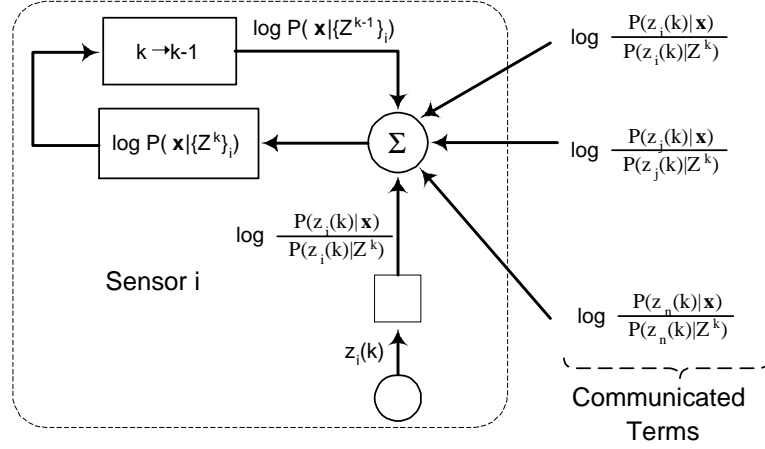 k→k-1
log P( x|{Z^{k-1}}_i)
log P( x|{Z^k}_i)
Σ
log P(z_i(k)|x)
P(z_i(k)|Z^k)
Sensor i
z_i(k)
log P(z_i(k)|x)
P(z_i(k)|Z^k)
log P(z_j(k)|x)
P(z_j(k)|Z^k)
log P(z_n(k)|x)
P(z_n(k)|Z^k)
Communicated
Terms